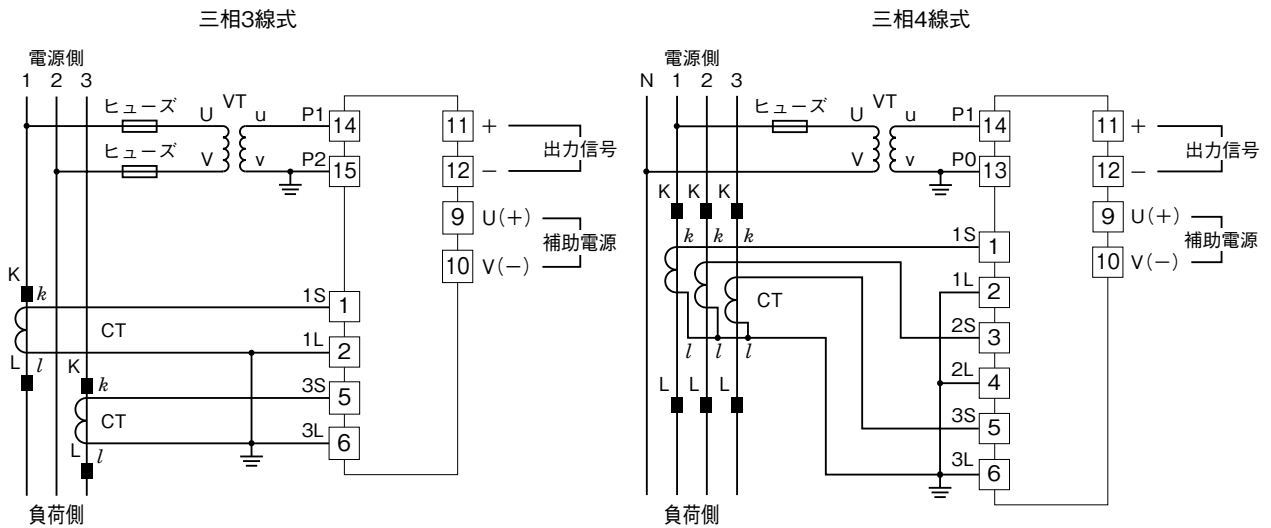 三相3線式
電源側
1 2 3
ヒューズ
U VT u P1 14
ヒューズ
V v P2 15
11 +
出力信号
12 −
9 U(+)
補助電源
10 V(−)
K
k
1S 1
CT
L l
1L 2
K
k
3S 5
CT
L l
3L 6
負荷側
三相4線式
電源側
N 1 2 3
ヒューズ
U VT u P1 14
V v P0 13
11 +
出力信号
12 −
9 U(+)
補助電源
10 V(−)
K K K
k k k
1S 1
CT
1L 2
2S 3
l l l
2L 4
L L L
3S 5
3L 6
負荷側